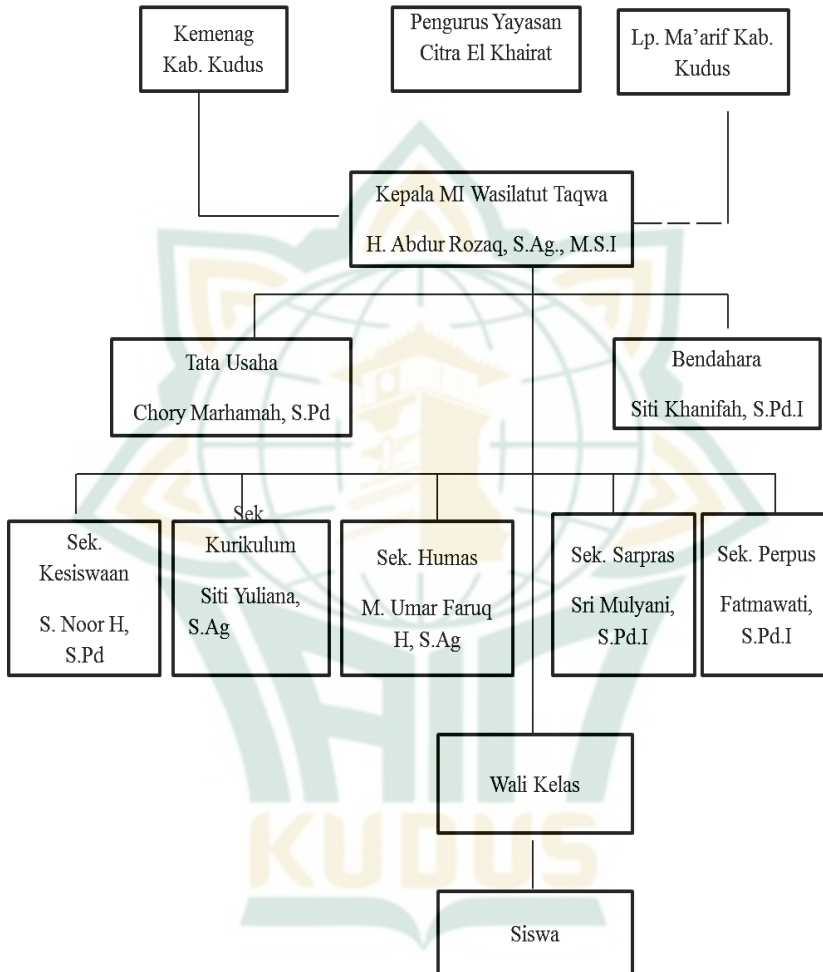 Kemenag
Kab. Kudus
Pengurus Yayasan
Citra El Khairat
Lp. Ma’arif Kab.
Kudus
Kepala MI Wasilatut Taqwa
H. Abdur Rozaq, S.Ag., M.S.I
Tata Usaha
Chory Marhamah, S.Pd
Bendahara
Siti Khanifah, S.Pd.I
Sek.
Kesiswaan
S. Noor H,
S.Pd
Sek
Kurikulum
Siti Yuliana,
S.Ag
Sek. Humas
M. Umar Faruq
H, S.Ag
Sek. Sarpras
Sri Mulyani,
S.Pd.I
Sek. Perpus
Fatmawati,
S.Pd.I
Wali Kelas
Siswa
KUDUS